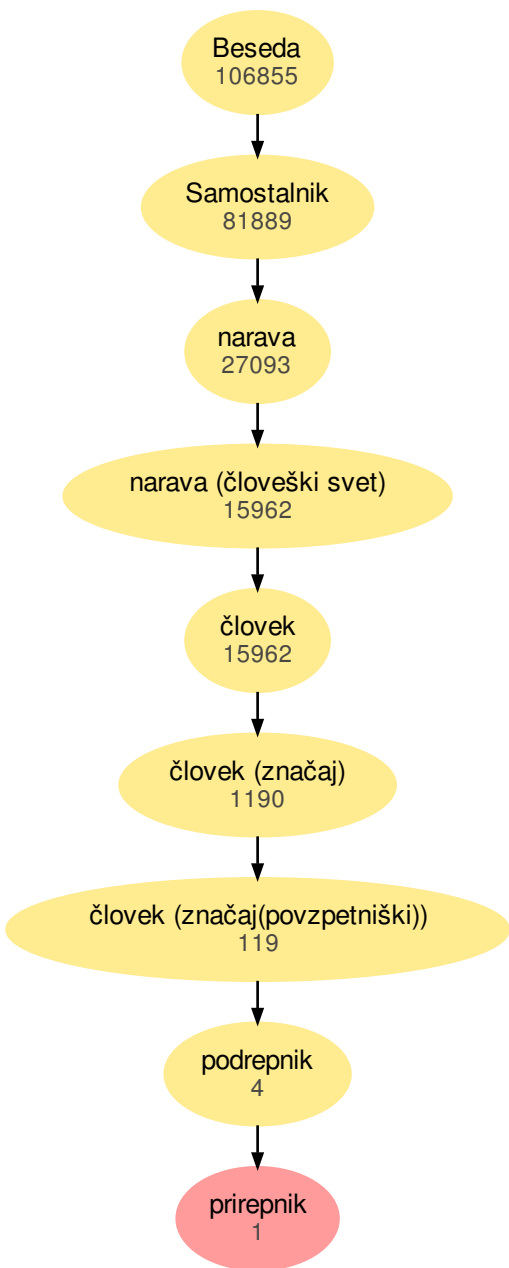 Beseda
106855
Samostalnik
81889
narava
27093
narava (človeški svet)
15962
človek
15962
človek (značaj)
1190
človek (značaj(povzpetniški))
119
podrepnik
4
prirepnik
1